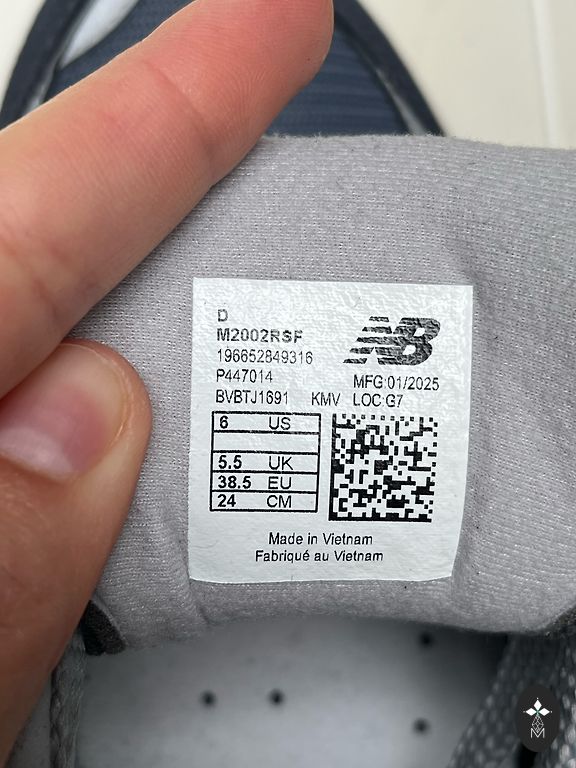 D
M2002RSF
196652849316
P447014 MFG:01/2025
BVBTJ1691 KMV LOC:G7
NB
6 US
5.5 UK
38.5 EU
24 CM
Made in Vietnam
Fabriqué au Vietnam
M